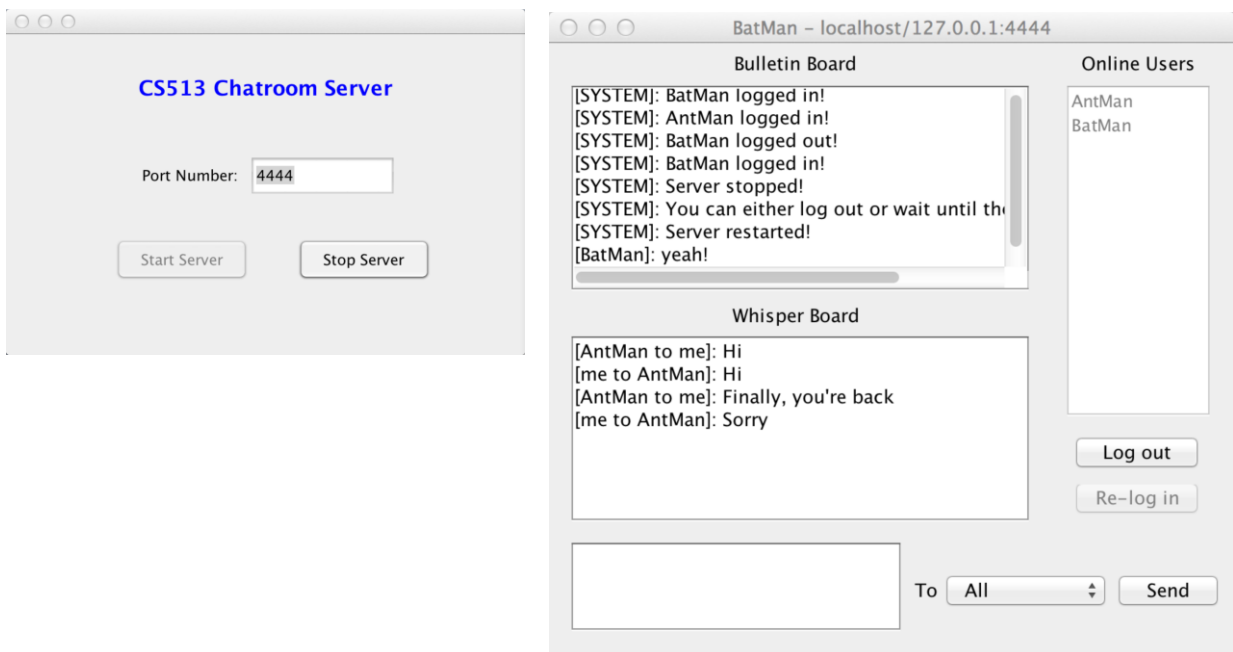 CS513 Chatroom Server
Port Number: 4444
Start Server Stop Server
BatMan – localhost/127.0.0.1:4444
Bulletin Board
[SYSTEM]: BatMan logged in!
[SYSTEM]: AntMan logged in!
[SYSTEM]: BatMan logged out!
[SYSTEM]: BatMan logged in!
[SYSTEM]: Server stopped!
[SYSTEM]: You can either log out or wait until
[SYSTEM]: Server restarted!
[BatMan]: yeah!
Online Users
AntMan
BatMan
Whisper Board
[AntMan to me]: Hi
[me to AntMan]: Hi
[AntMan to me]: Finally, you're back
[me to AntMan]: Sorry
Log out
Re-log in
To All Send